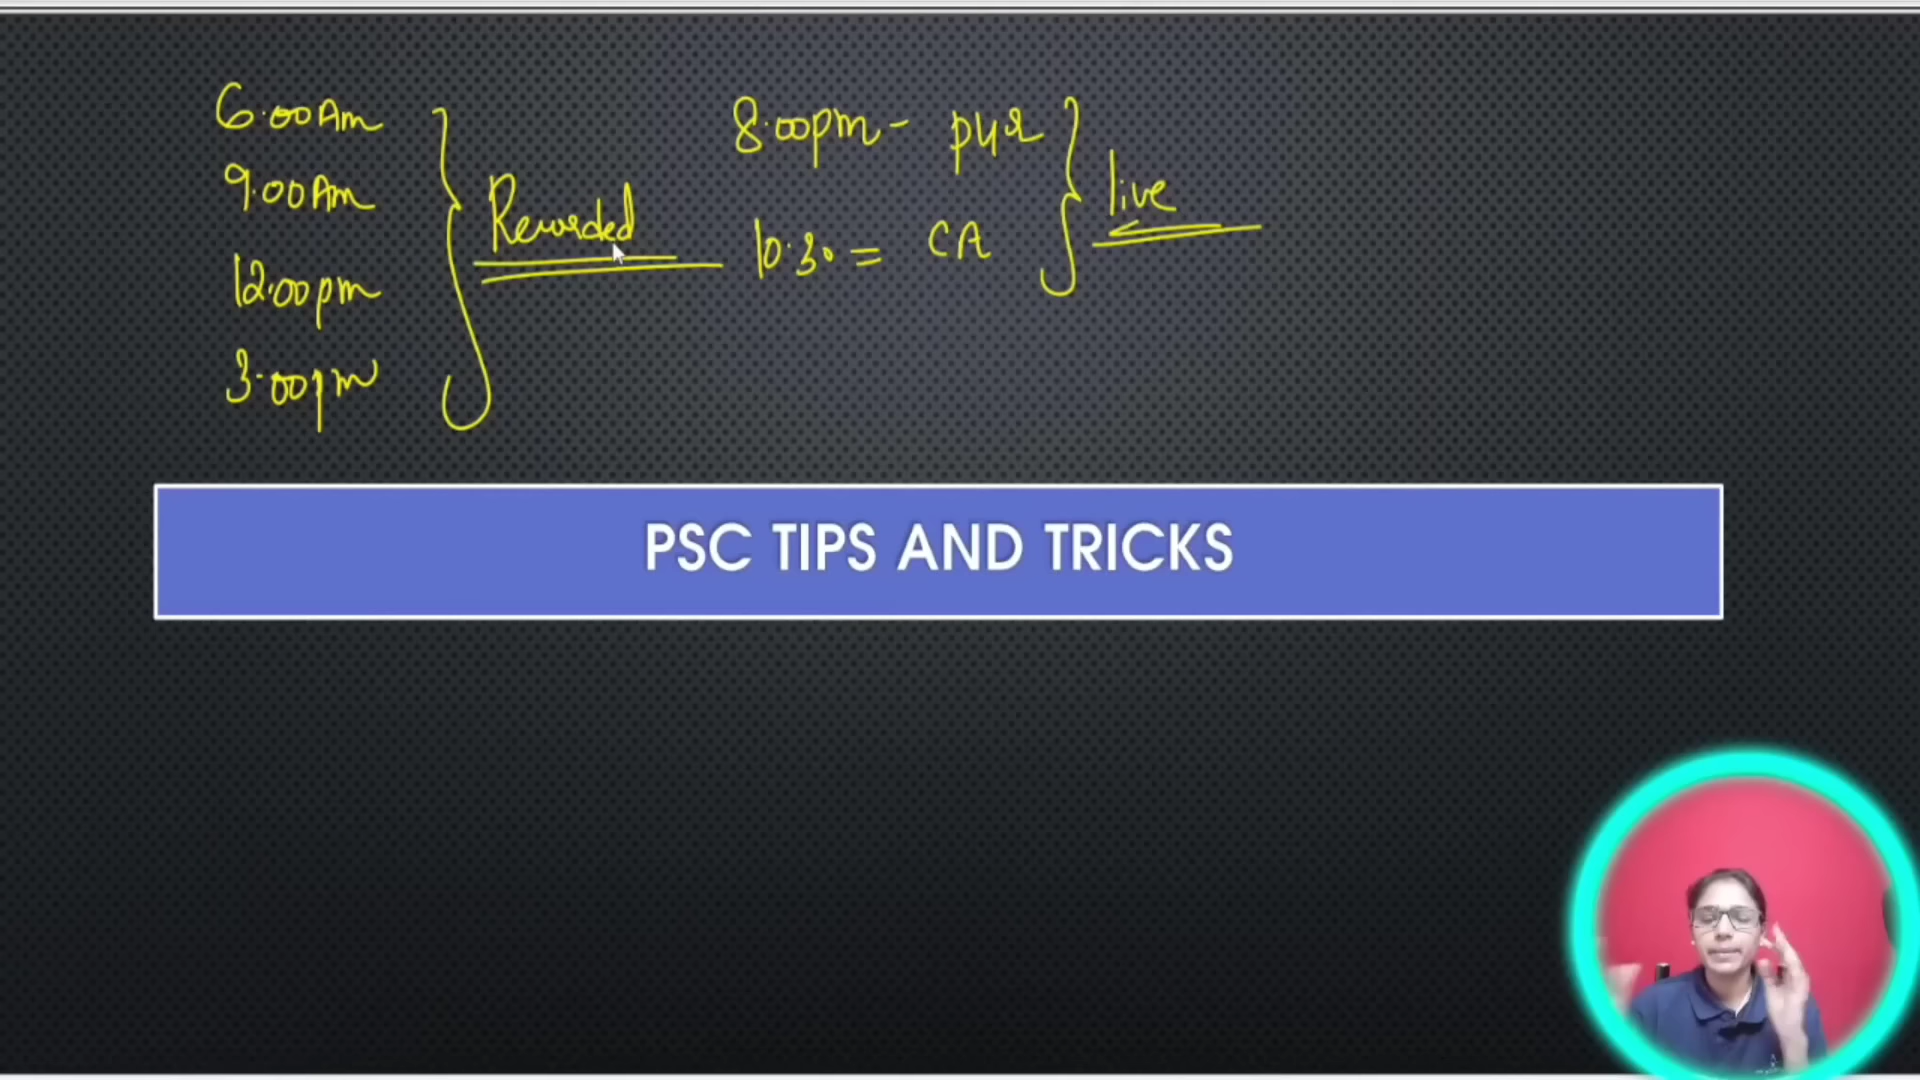 6.00Am
9.00Am
12.00pm
3.00pm
Recorded
8.00pm - PYQ
10.30 = CA
live
PSC TIPS AND TRICKS